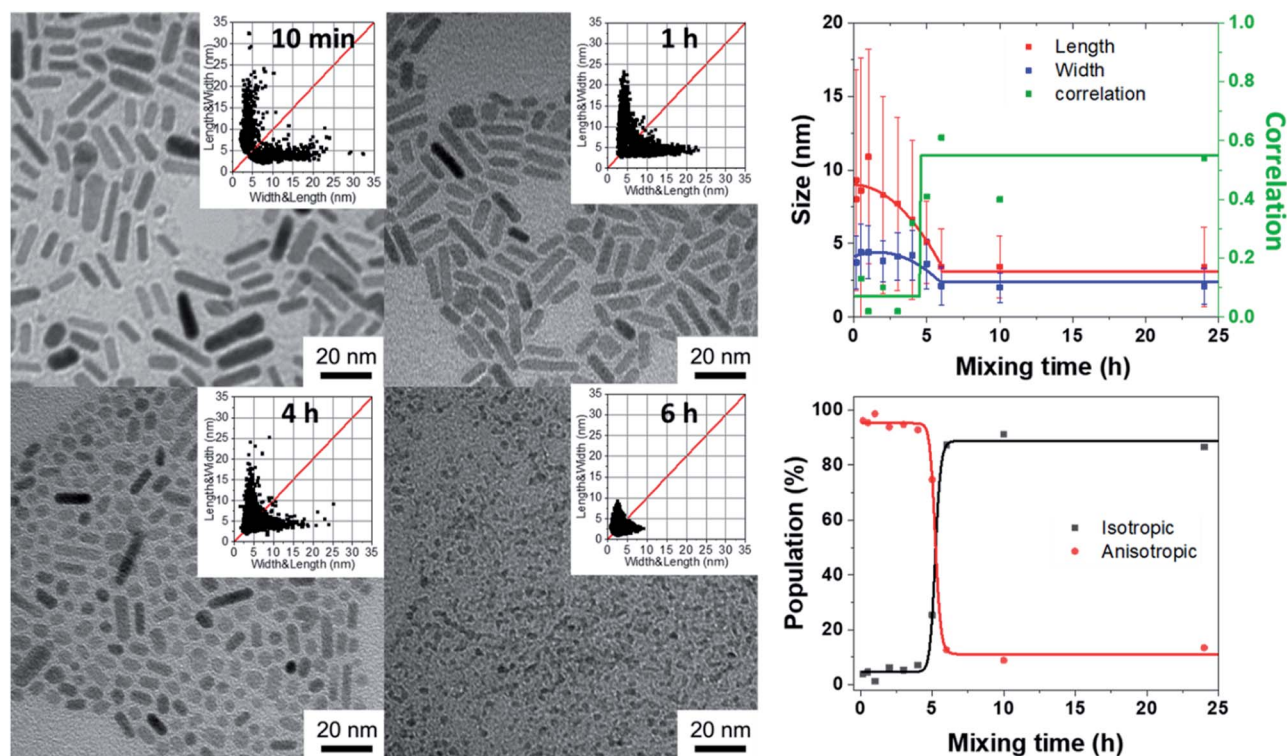 10 min
35
30
25
20
15
10
5
0
Length&Width (nm)
0 5 10 15 20 25 30 35
Width&Length (nm)
20 nm
1 h
35
30
25
20
15
10
5
0
Length&Width (nm)
0 5 10 15 20 25 30 35
Width&Length (nm)
20 nm
4 h
35
30
25
20
15
10
5
0
Length&Width (nm)
0 5 10 15 20 25 30 35
Width&Length (nm)
20 nm
6 h
35
30
25
20
15
10
5
0
Length&Width (nm)
0 5 10 15 20 25 30 35
Width&Length (nm)
20 nm
20
15
10
5
0
Size (nm)
Length
Width
correlation
1.0
0.8
0.6
0.4
0.2
0.0
Correlation
0 5 10 15 20 25
Mixing time (h)
100
80
60
40
20
0
Population (%)
Isotropic
Anisotropic
0 5 10 15 20 25
Mixing time (h)